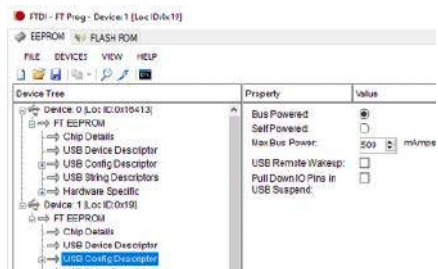 FTDI - FT Prog - Device: 1 [Loc ID:0x19]
EEPROM FLASH ROM
FILE DEVICES VIEW HELP
Device Tree
Property Value
Device: 0 [Loc ID:0x16413]
FT EEPROM
Chip Details
USB Device Descriptor
USB Config Descriptor
USB String Descriptors
Hardware Specific
Device: 1 [Loc ID:0x19]
FT EEPROM
Chip Details
USB Device Descriptor
USB Config Descriptor
Bus Powered:
Self Powered:
Max Bus Power: 500 mAmps
USB Remote Wakeup:
Pull Down IO Pins in
USB Suspend: